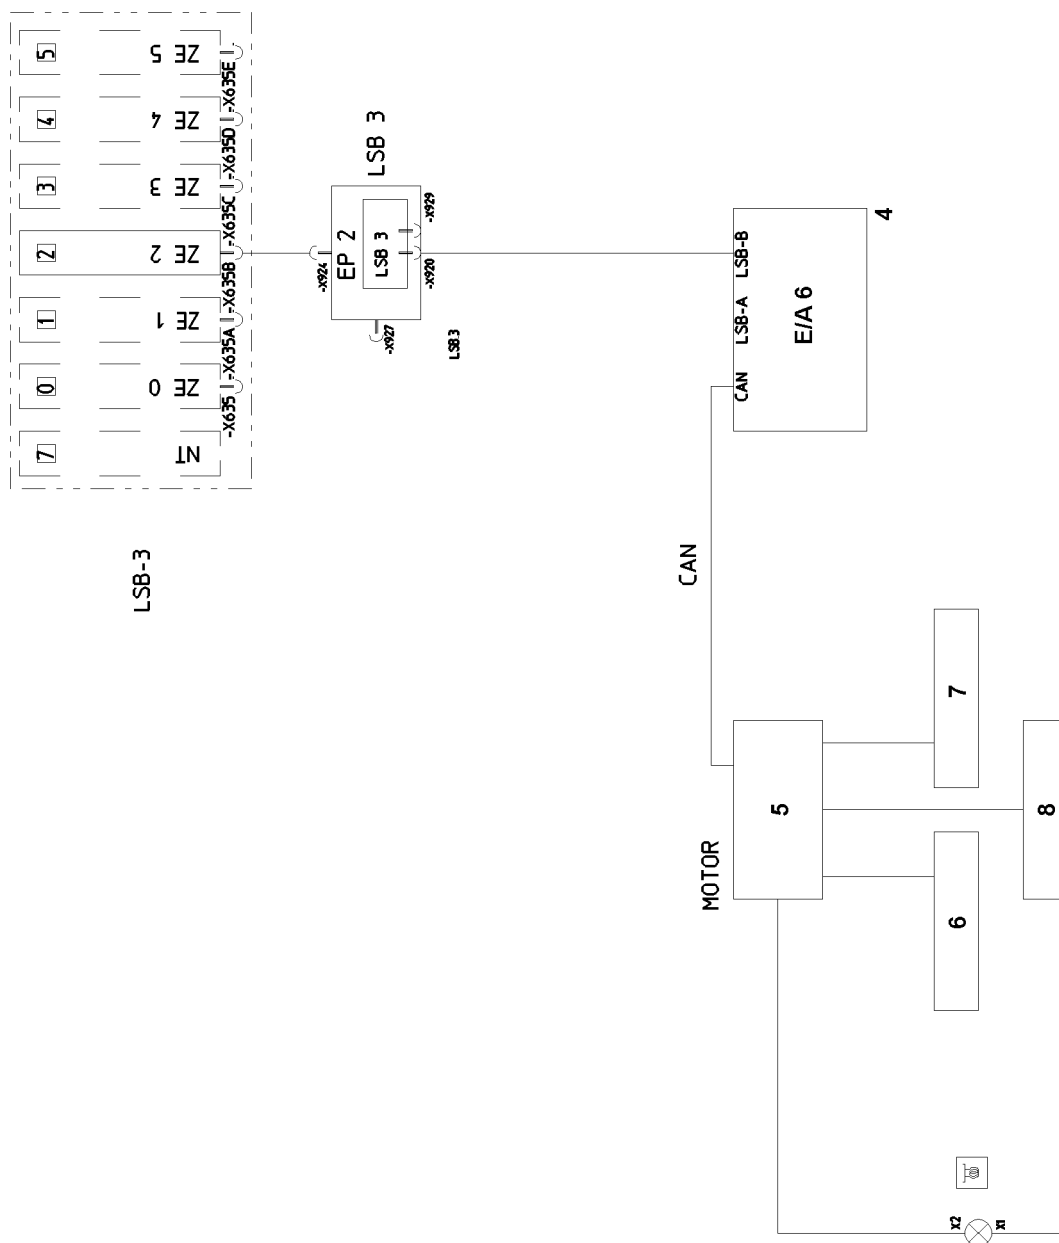 5
ZE 5
-X635E
4
ZE 4
-X635D
3
ZE 3
-X635C
2
ZE 2
-X635B
1
ZE 1
-X635A
0
ZE 0
-X635
7
NT
LSB-3
LSB 3
EP 2
LSB 3
-X924
-X929
-X920
-X927
LSB3
4
LSB-B
LSB-A
CAN
E/A 6
CAN
MOTOR
5
7
6
8
X2
X1